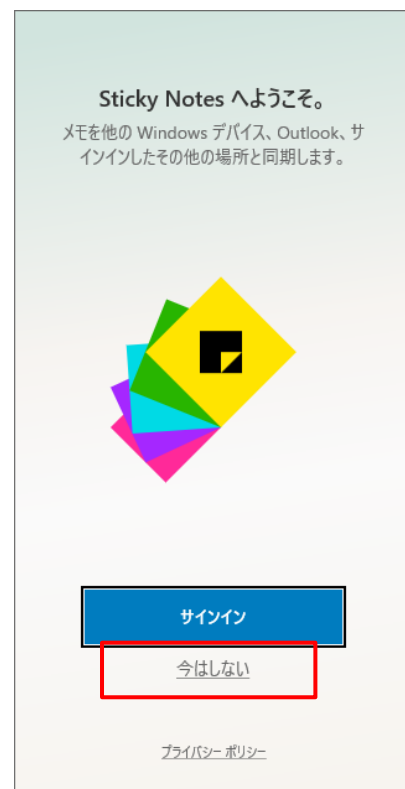 Sticky Notes へようこそ。
メモを他の Windows デバイス、Outlook、サ
インインしたその他の場所と同期します。
サインイン
今はしない
プライバシー ポリシー